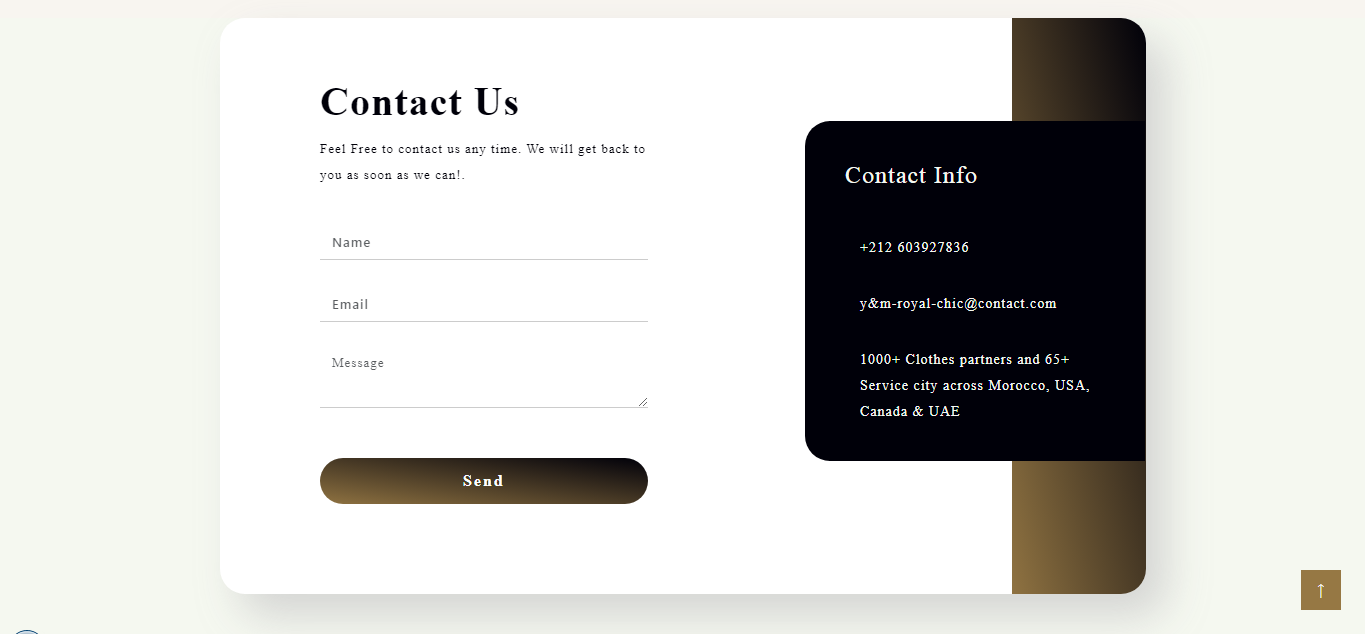 Contact Us
Feel Free to contact us any time. We will get back to
you as soon as we can!.
Name
Email
Message
Send
Contact Info
+212 603927836
y&m-royal-chic@contact.com
1000+ Clothes partners and 65+
Service city across Morocco, USA,
Canada & UAE
↑